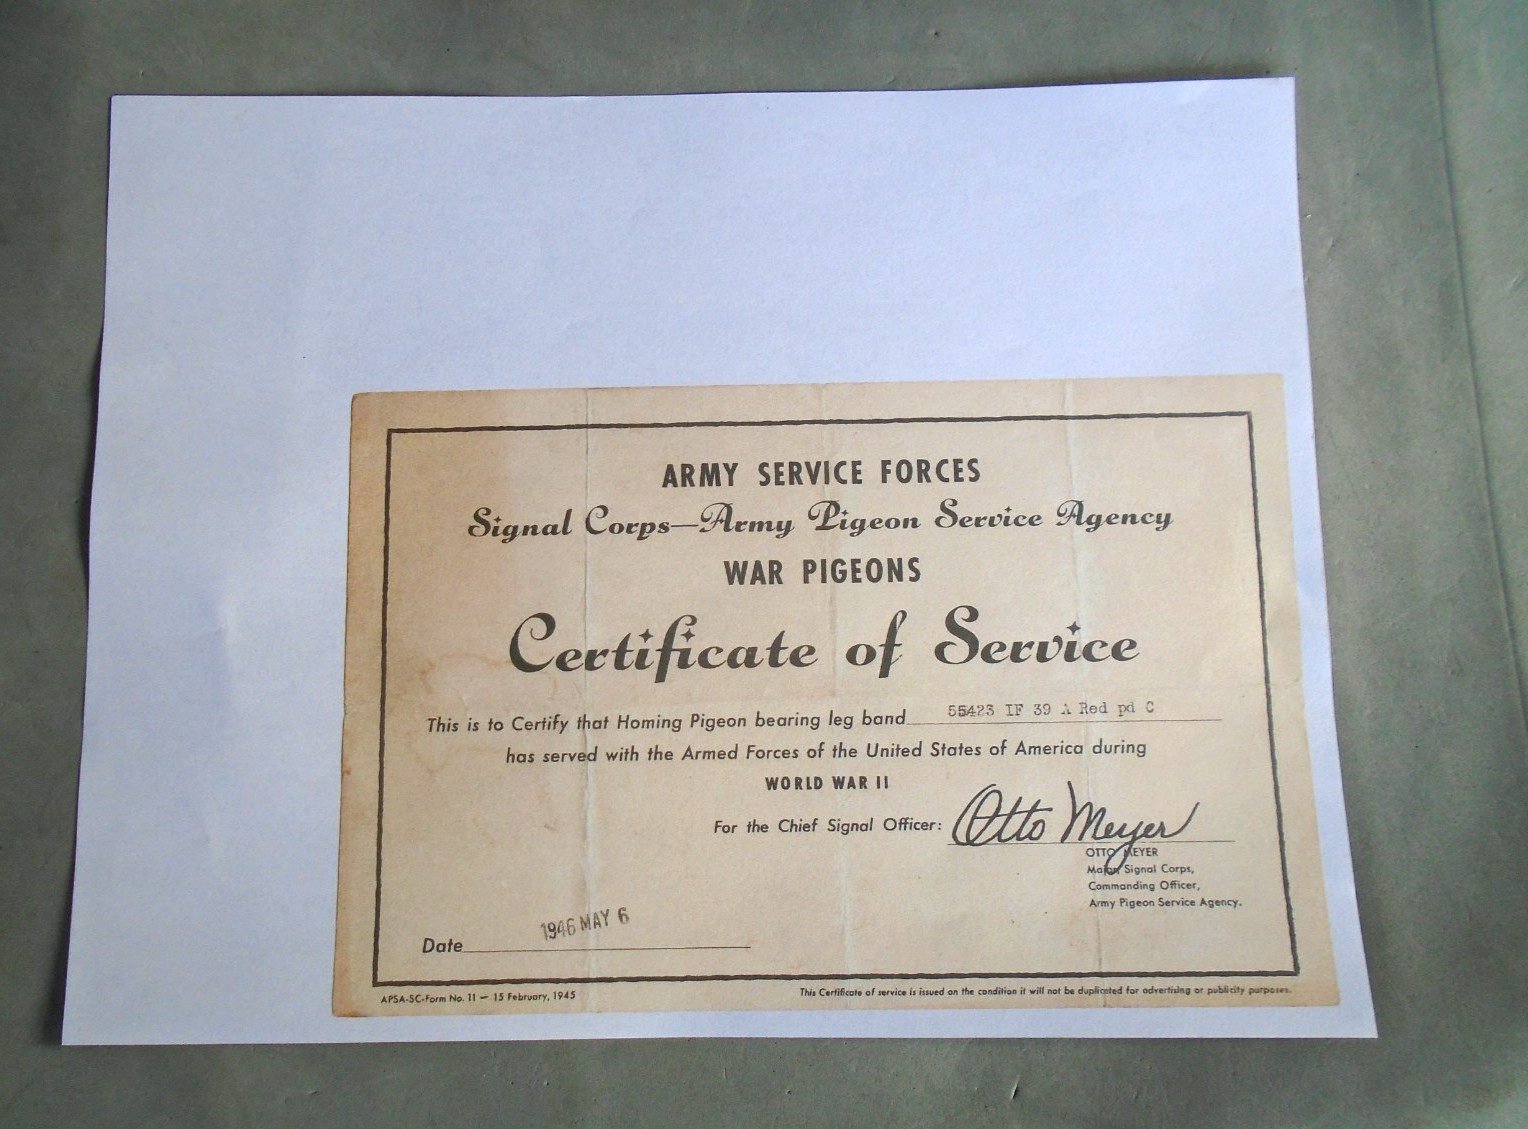 ARMY SERVICE FORCES
Signal Corps—Army Pigeon Service Agency
WAR PIGEONS
Certificate of Service
This is to Certify that Homing Pigeon bearing leg band 55423 IF 39 A Red pd C
has served with the Armed Forces of the United States of America during
WORLD WAR II
For the Chief Signal Officer: Otto Meyer
OTTO MEYER
Major, Signal Corps,
Commanding Officer,
Army Pigeon Service Agency.
Date 1946 MAY 6
APSA-SC-Form No. 11 — 15 February, 1945
This Certificate of service is issued on the condition it will not be duplicated for advertising or publicity purposes.